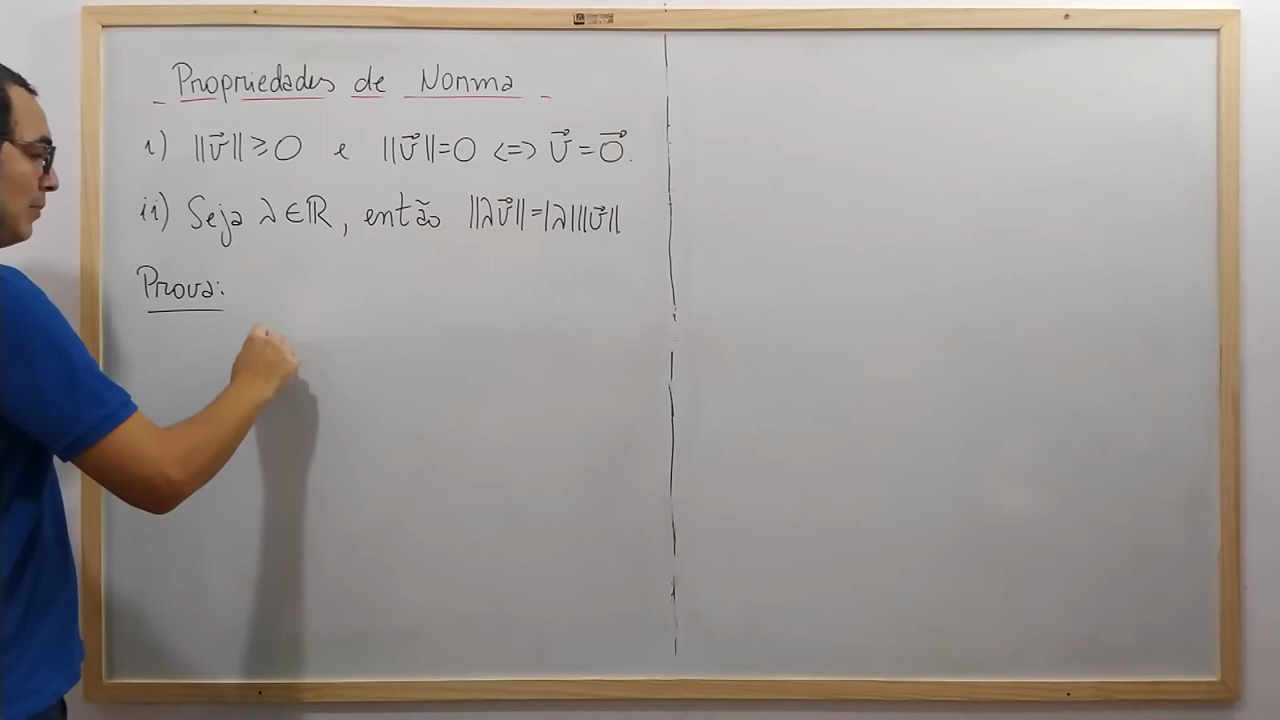 Propriedades de Norma
i) ||v⃗|| ≥ 0 e ||v⃗|| = 0 <=> v⃗ = 0⃗.
ii) Seja λ ∈ ℝ, então ||λv⃗|| = |λ| ||v⃗||
Prova: